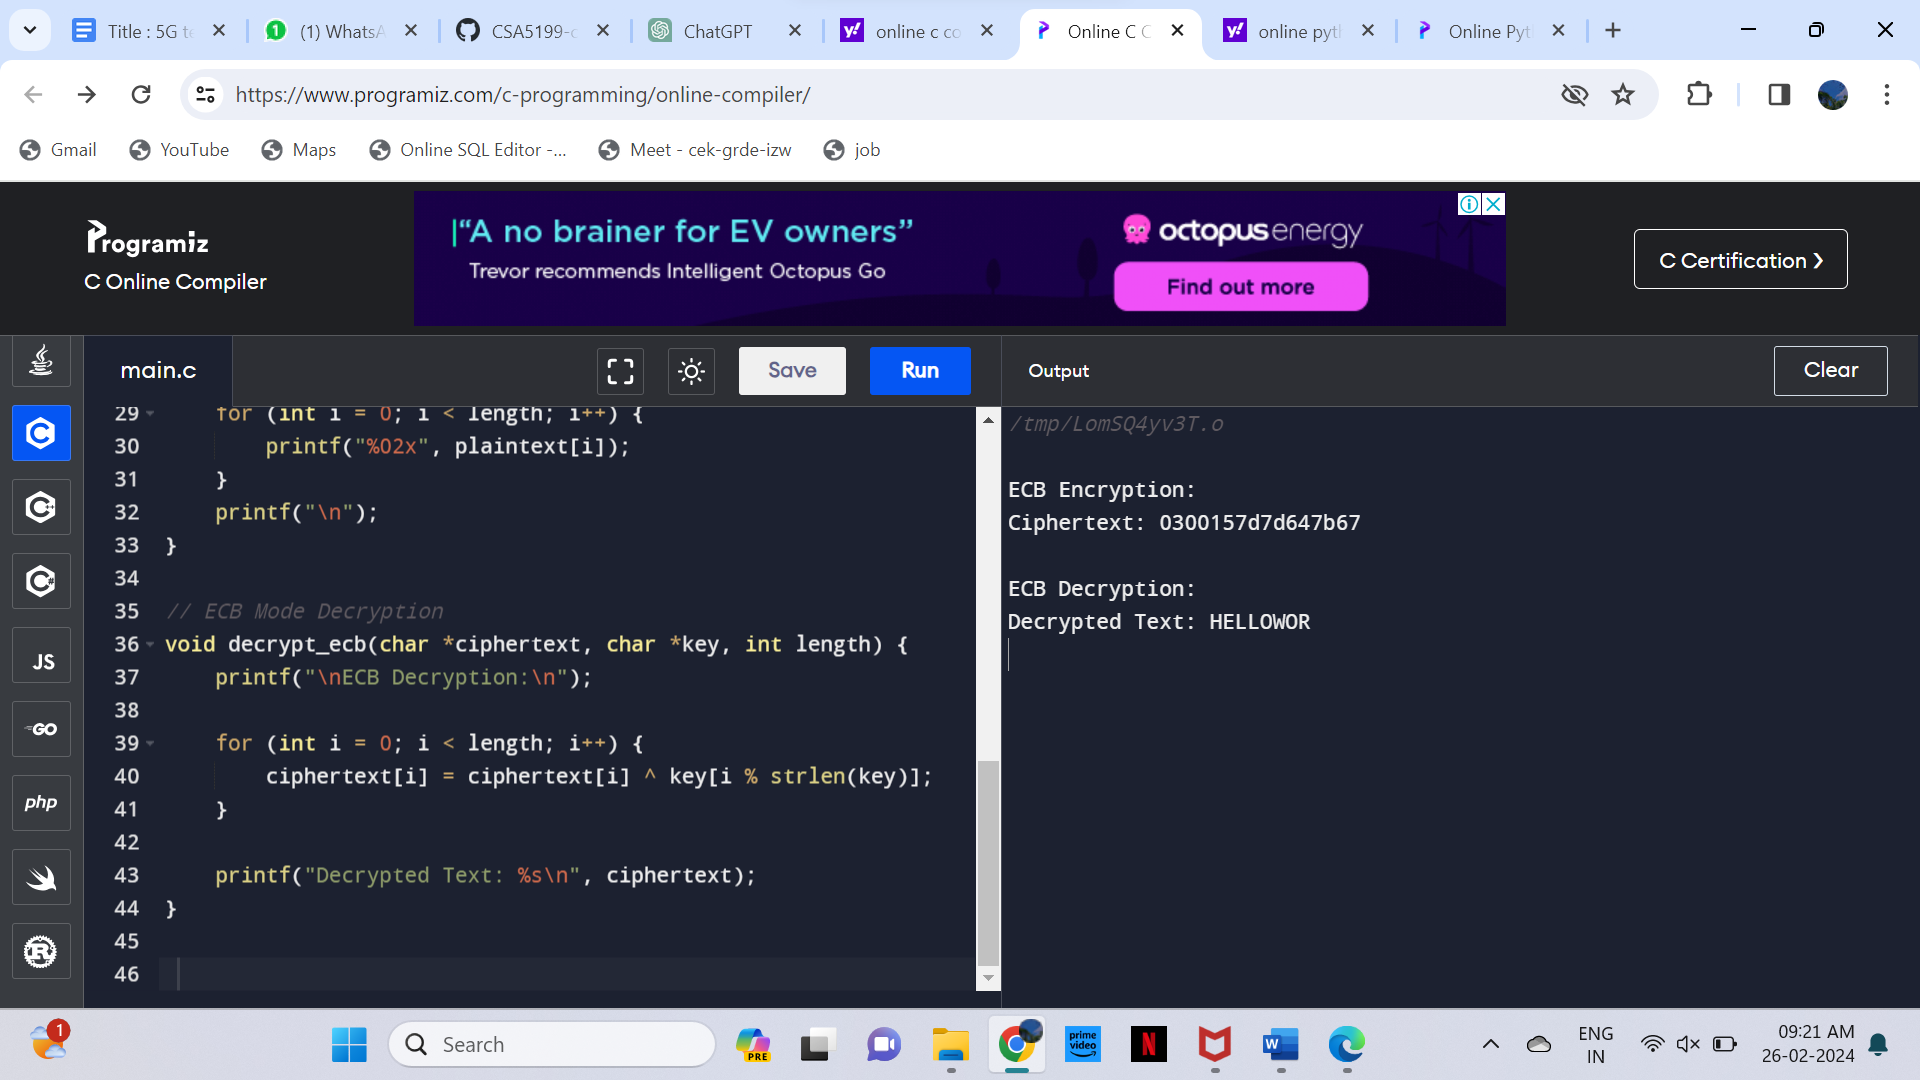 Title : 5G te
(1) WhatsA
CSA5199-c
ChatGPT
online c co
Online C C
online pyt
Online Pyt
https://www.programiz.com/c-programming/online-compiler/
Gmail
YouTube
Maps
Online SQL Editor -...
Meet - cek-grde-izw
job
Programiz
C Online Compiler
“A no brainer for EV owners”
Trevor recommends Intelligent Octopus Go
octopus energy
Find out more
C Certification ❯
main.c
Save
Run
Output
Clear
29 for (int i = 0; i < length; i++) {
30 printf("%02x", plaintext[i]);
31 }
32 printf("\n");
33 }
34
35 // ECB Mode Decryption
36 void decrypt_ecb(char *ciphertext, char *key, int length) {
37 printf("\nECB Decryption:\n");
38
39 for (int i = 0; i < length; i++) {
40 ciphertext[i] = ciphertext[i] ^ key[i % strlen(key)];
41 }
42
43 printf("Decrypted Text: %s\n", ciphertext);
44 }
45
46
/tmp/LomSQ4yv3T.o
ECB Encryption:
Ciphertext: 0300157d7d647b67
ECB Decryption:
Decrypted Text: HELLOWOR
JS
GO
php
1
Search
PRE
prime video
N
W
ENG
IN
09:21 AM
26-02-2024